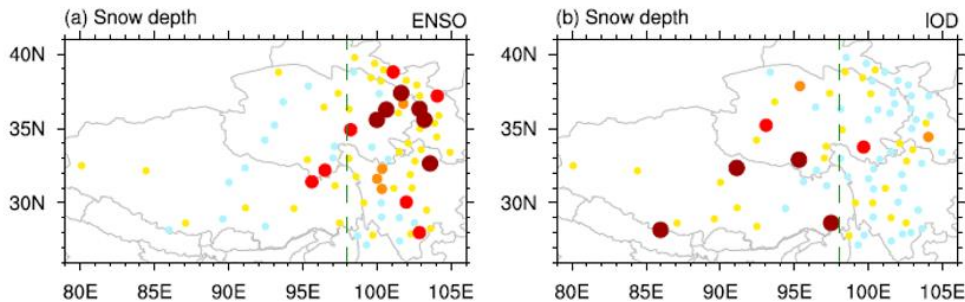 (a) Snow depth ENSO
(b) Snow depth IOD
40N
35N
30N
80E 85E 90E 95E 100E 105E
40N
35N
30N
80E 85E 90E 95E 100E 105E